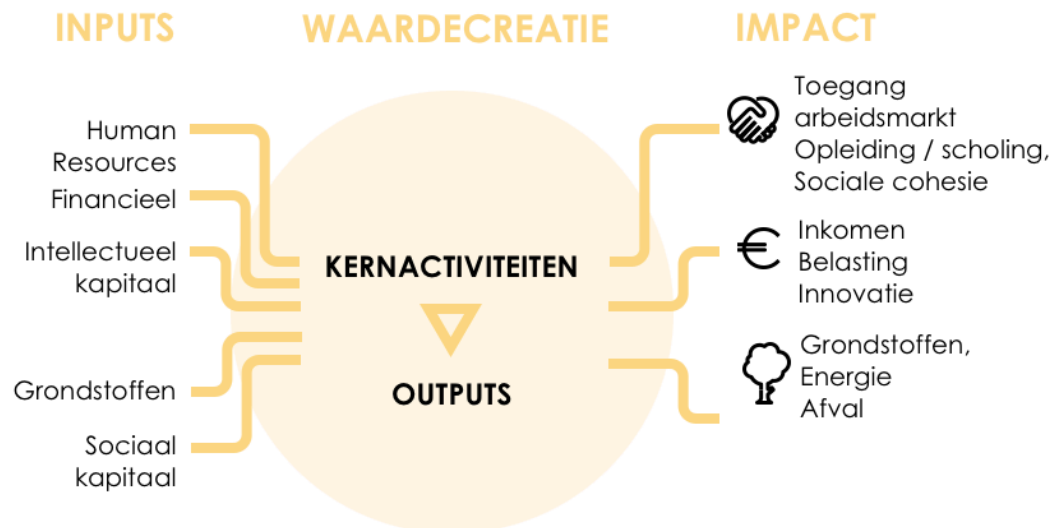 INPUTS
WAARDECREATIE
IMPACT
Human
Resources
Financieel
Intellectueel
kapitaal
Grondstoffen
Sociaal
kapitaal
KERNACTIVITEITEN
OUTPUTS
Toegang
arbeidsmarkt
Opleiding / scholing,
Sociale cohesie
€
Inkomen
Belasting
Innovatie
Grondstoffen,
Energie
Afval